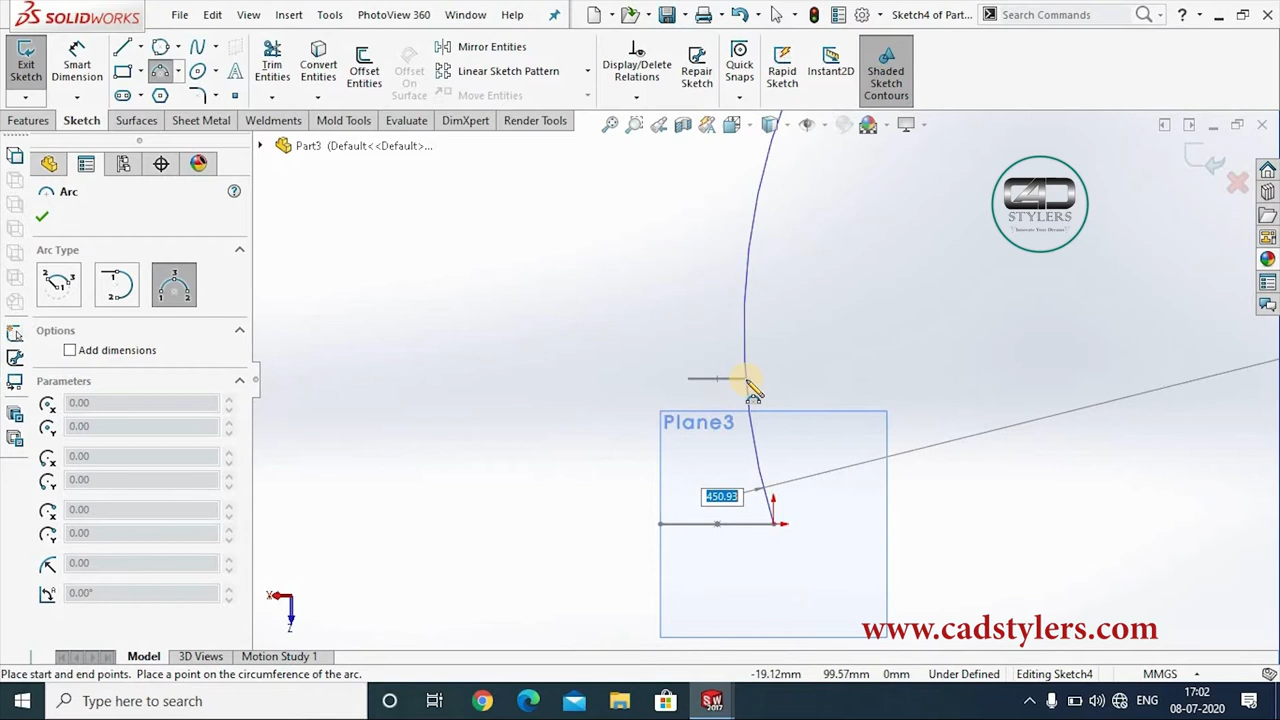 SOLIDWORKS
File
Edit
View
Insert
Tools
PhotoView 360
Window
Help
Sketch4 of Part...
Search Commands
?
Exit Sketch
Smart Dimension
Trim Entities
Convert Entities
Offset Entities
Offset On Surface
Mirror Entities
Linear Sketch Pattern
Move Entities
Display/Delete Relations
Repair Sketch
Quick Snaps
Rapid Sketch
Instant2D
Shaded Sketch Contours
Features
Sketch
Surfaces
Sheet Metal
Weldments
Mold Tools
Evaluate
DimXpert
Render Tools
Part3 (Default<<Default>...
Arc
?
Arc Type
Options
Add dimensions
Parameters
0.00
0.00
0.00
0.00
0.00
0.00
0.00
0.00°
CAD
STYLERS
Innovate Your Dreams
Plane3
450.93
X
Z
www.cadstylers.com
Model
3D Views
Motion Study 1
Place start and end points. Place a point on the circumference of the arc.
-19.12mm
99.57mm
0mm
Under Defined
Editing Sketch4
MMGS
Type here to search
ENG
17:02
08-07-2020